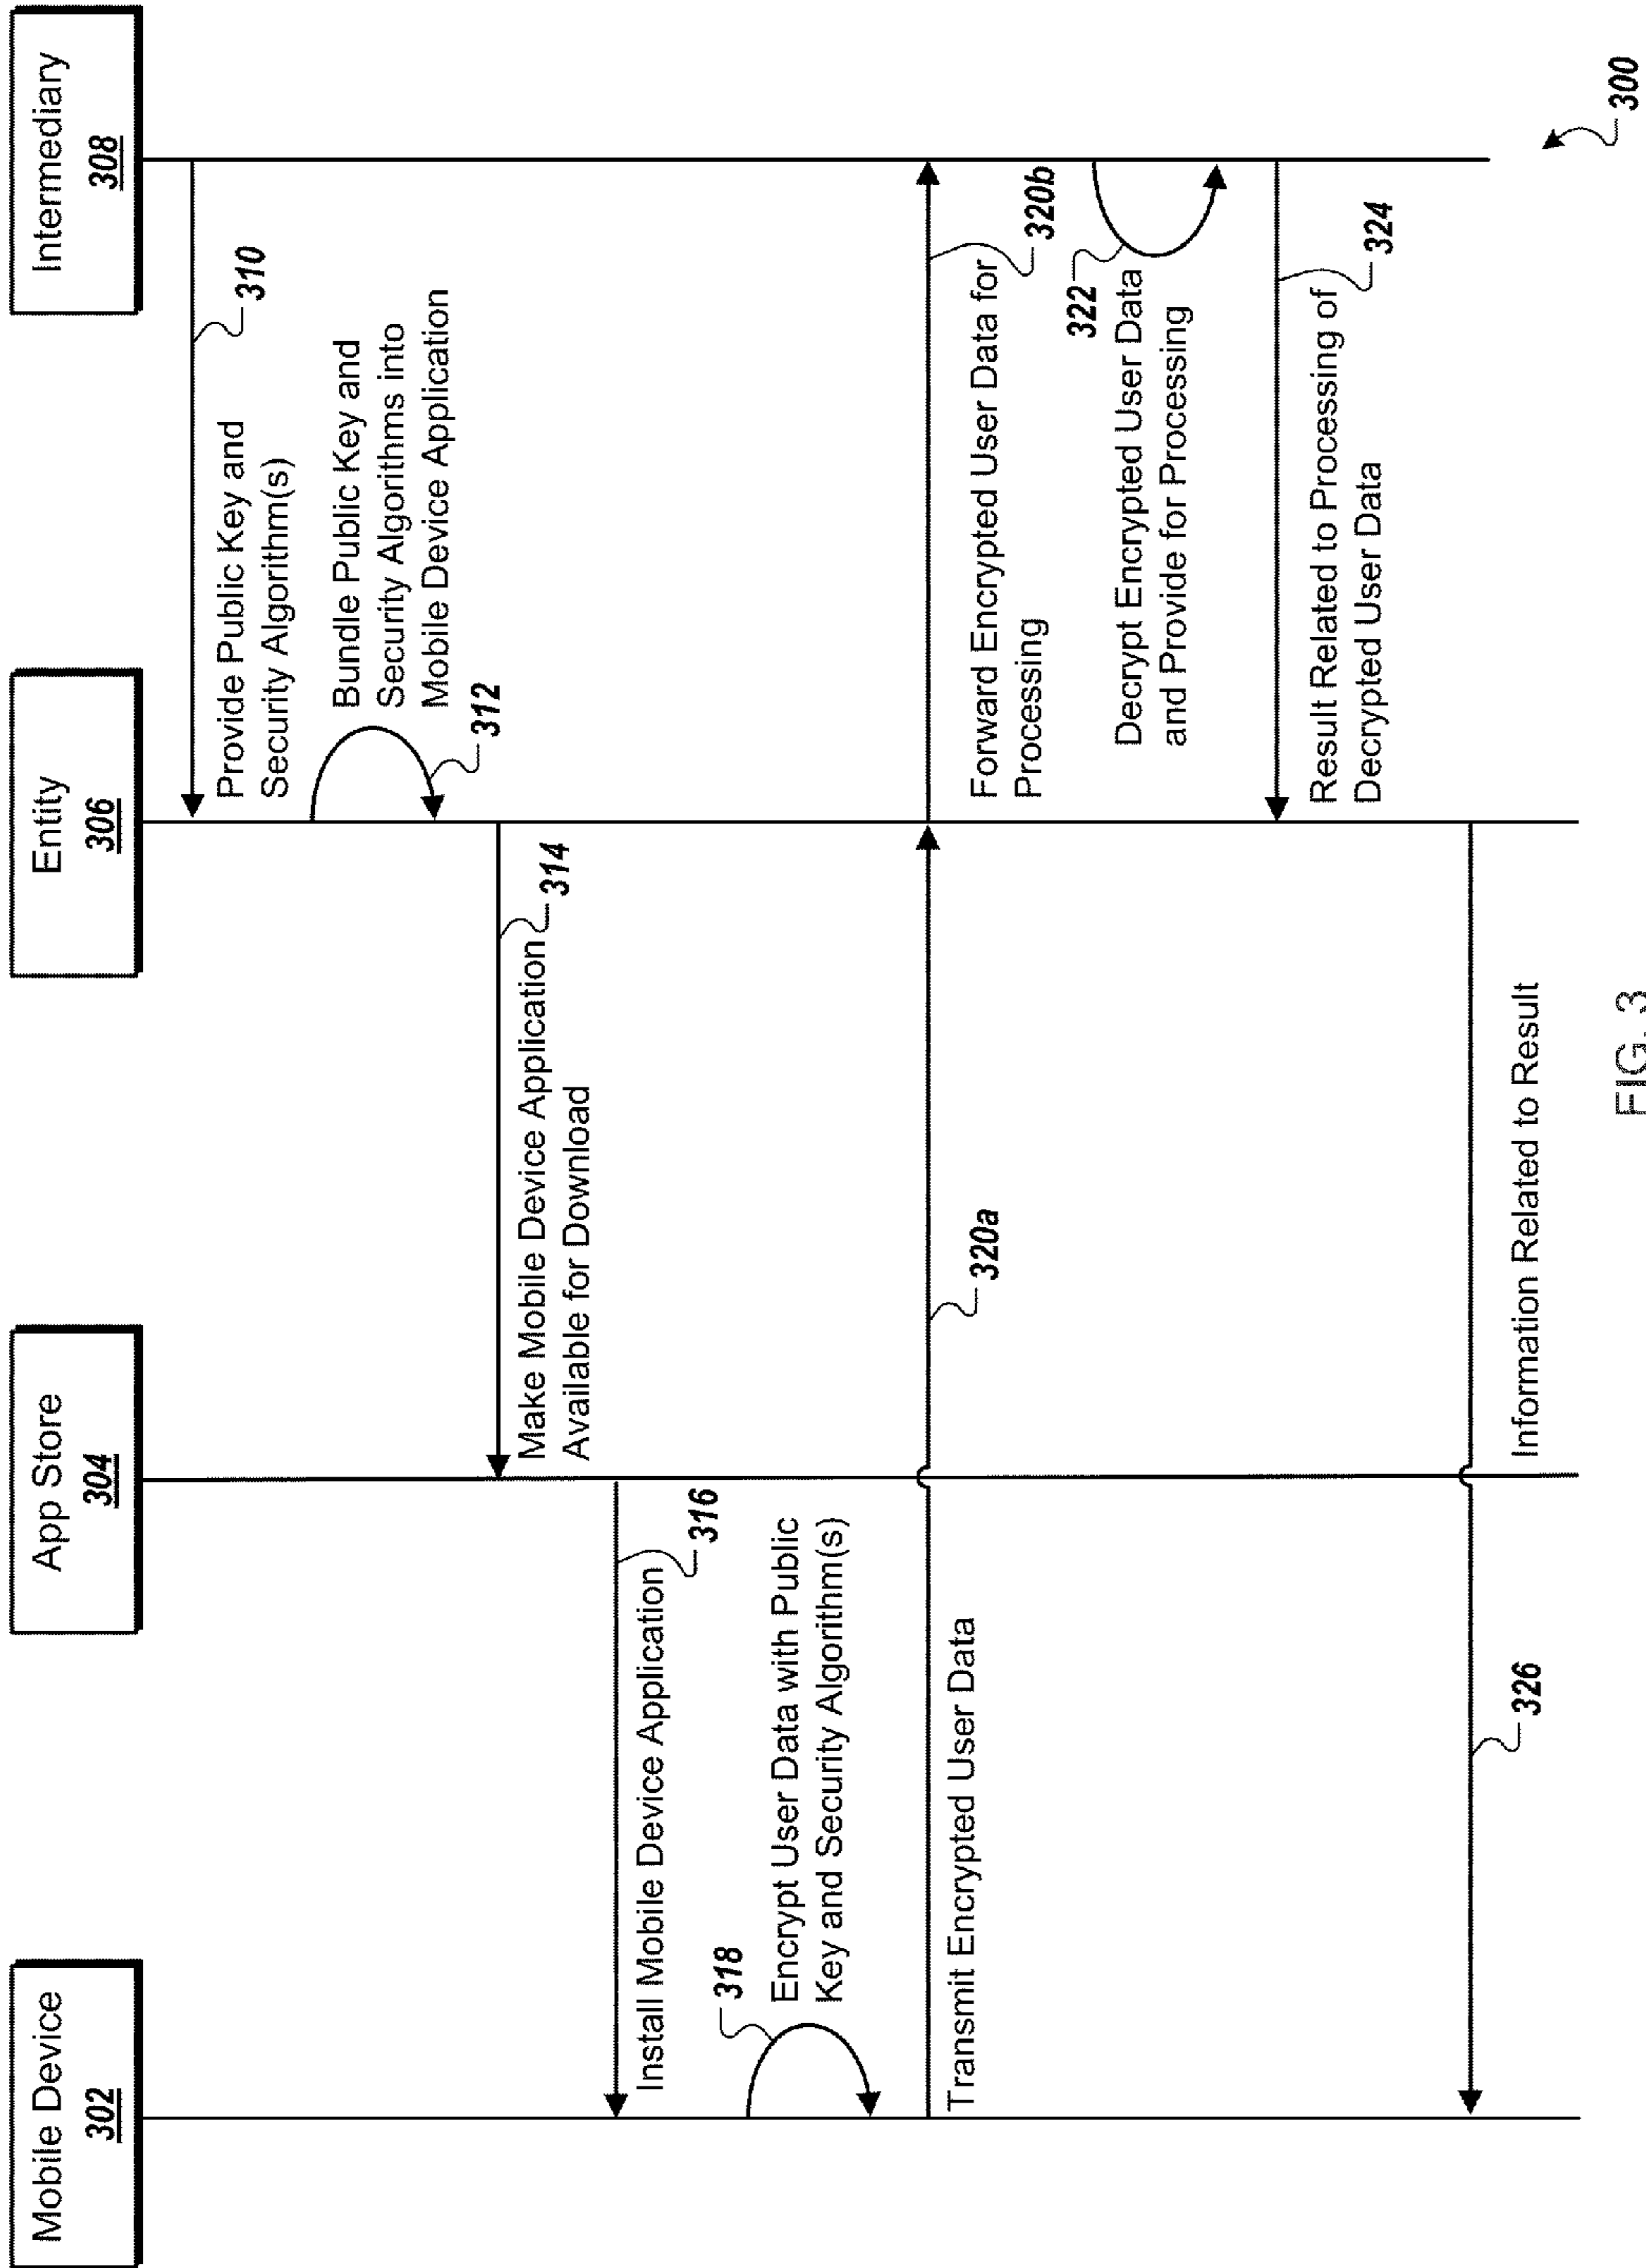 Mobile Device
302
App Store
304
Entity
306
Intermediary
308
310
Provide Public Key and
Security Algorithm(s)
Bundle Public Key and
Security Algorithms into
Mobile Device Application
312
314
Make Mobile Device Application
Available for Download
316
Install Mobile Device Application
318
Encrypt User Data with Public
Key and Security Algorithm(s)
Transmit Encrypted User Data
320a
320b
Forward Encrypted User Data for
Processing
322
Decrypt Encrypted User Data
and Provide for Processing
324
Result Related to Processing of
Decrypted User Data
326
Information Related to Result
300
FIG. 3